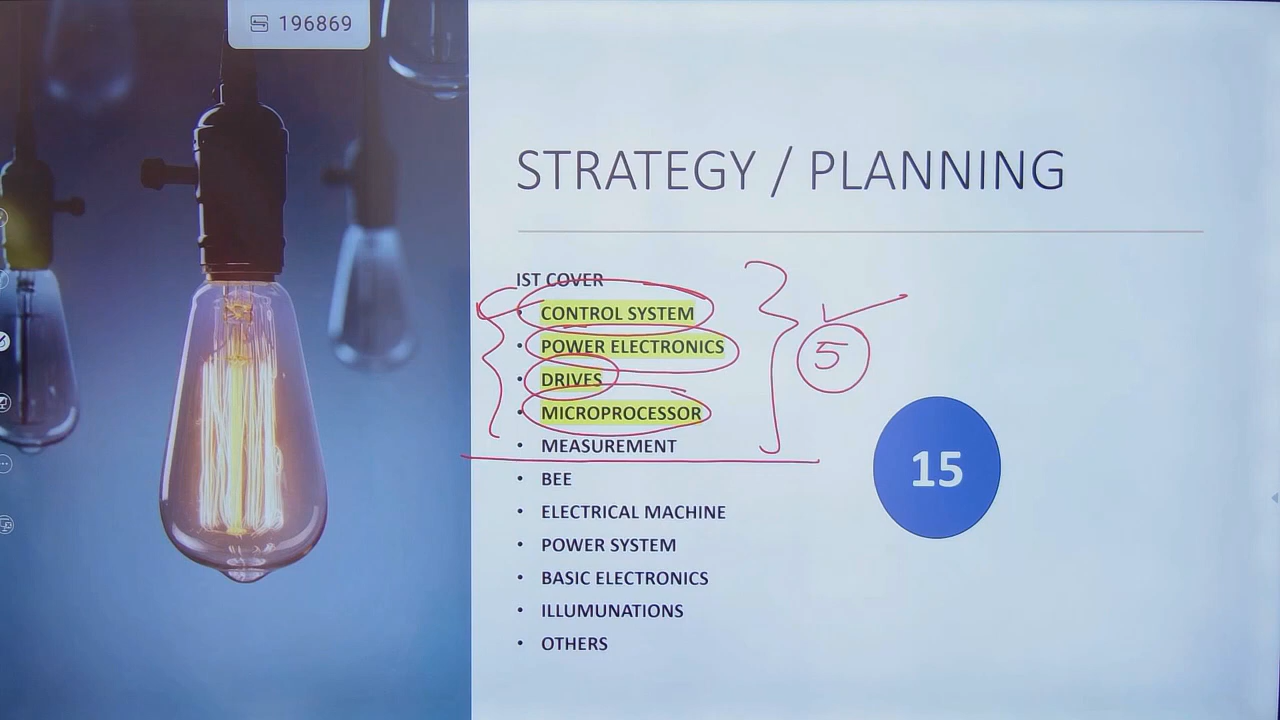 196869
STRATEGY / PLANNING
IST COVER
• CONTROL SYSTEM
• POWER ELECTRONICS
• DRIVES
• MICROPROCESSOR
• MEASUREMENT
5
• BEE
• ELECTRICAL MACHINE
15
• POWER SYSTEM
• BASIC ELECTRONICS
• ILLUMUNATIONS
• OTHERS